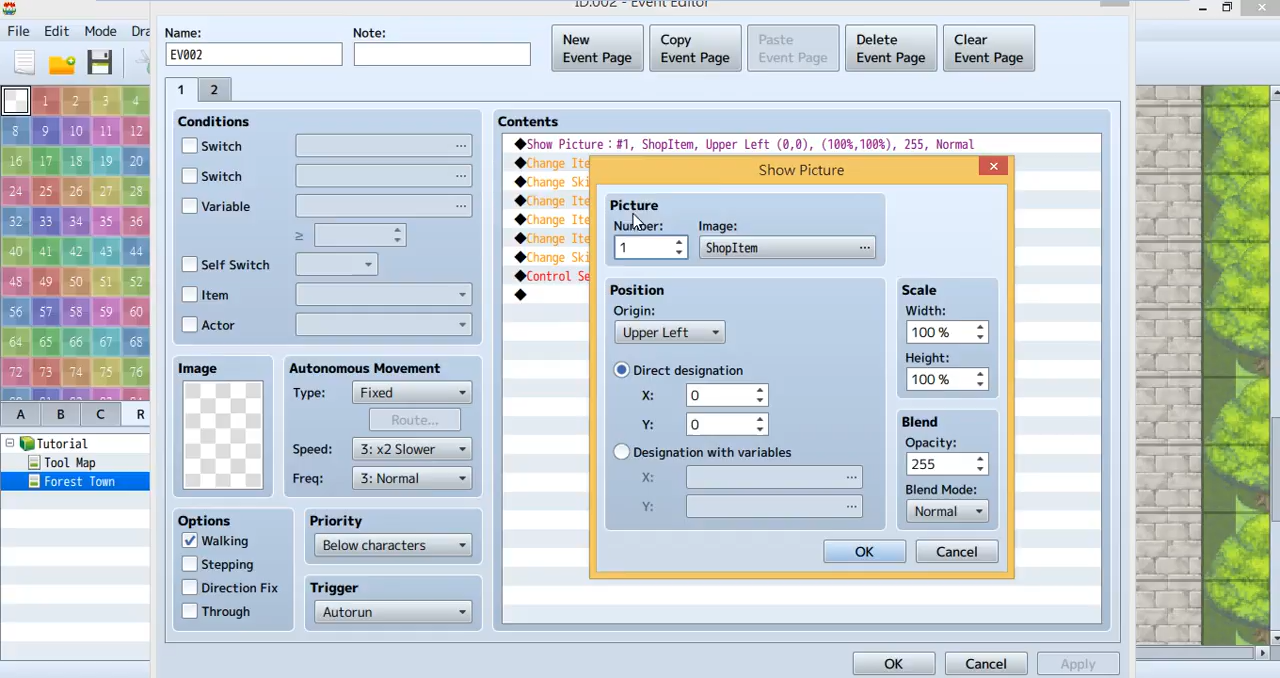 ID:002 - Event Editor
File Edit Mode Dra
Name:
Note:
EV002
New
Event Page
Copy
Event Page
Paste
Event Page
Delete
Event Page
Clear
Event Page
1 2
1 2 3 4
8 9 10 11 12
16 17 18 19 20
24 25 26 27 28
32 33 34 35 36
40 41 42 43 44
48 49 50 51 52
56 57 58 59 60
64 65 66 67 68
72 73 74 75 76
A B C R
Tutorial
Tool Map
Forest Town
Conditions
Switch ...
Switch ...
Variable ...
≥
Self Switch
Item
Actor
Image
Autonomous Movement
Type: Fixed
Route...
Speed: 3: x2 Slower
Freq: 3: Normal
Options
Walking
Stepping
Direction Fix
Through
Priority
Below characters
Trigger
Autorun
Contents
◆Show Picture：#1, ShopItem, Upper Left (0,0), (100%,100%), 255, Normal
◆Change Ite
◆Change Ski
◆Change Ite
◆Change Ite
◆Change Ite
◆Change Ski
◆Control Se
◆
Show Picture
Picture
Number: Image:
1 ShopItem ...
Position
Origin:
Upper Left
Direct designation
X: 0
Y: 0
Designation with variables
X: ...
Y: ...
Scale
Width:
100 %
Height:
100 %
Blend
Opacity:
255
Blend Mode:
Normal
OK Cancel
OK Cancel Apply